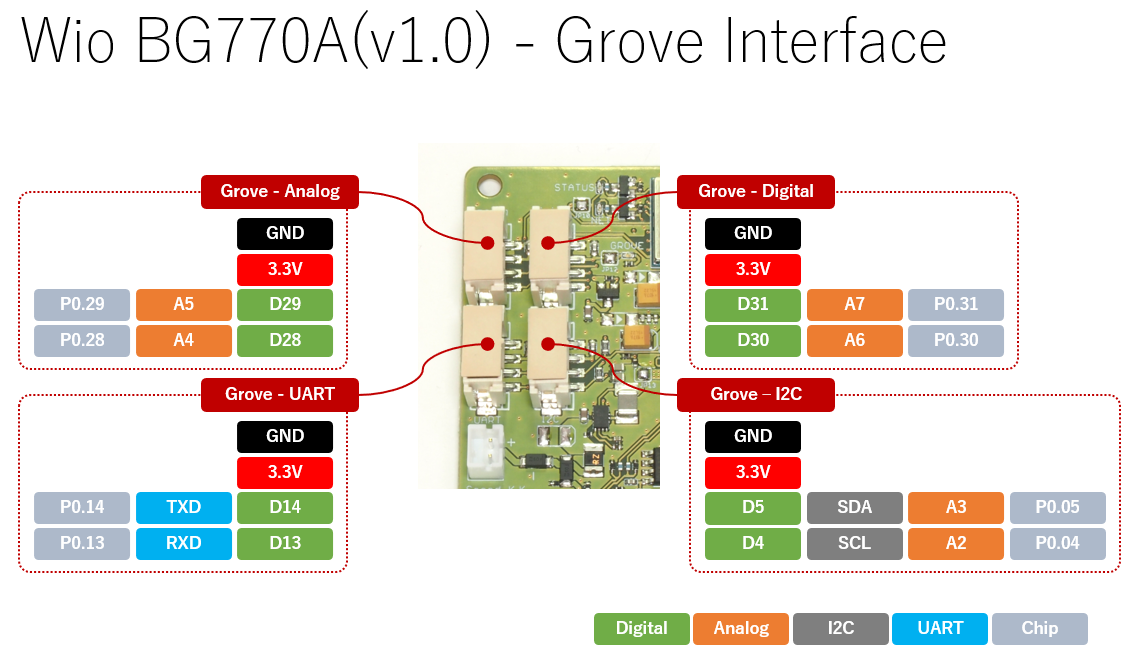 Wio BG770A(v1.0) - Grove Interface
Grove - Analog
GND
3.3V
P0.29 A5 D29
P0.28 A4 D28
Grove - Digital
GND
3.3V
D31 A7 P0.31
D30 A6 P0.30
Grove - UART
GND
3.3V
P0.14 TXD D14
P0.13 RXD D13
Grove – I2C
GND
3.3V
D5 SDA A3 P0.05
D4 SCL A2 P0.04
STATUS
GROVE
UART
I2C
Digital Analog I2C UART Chip